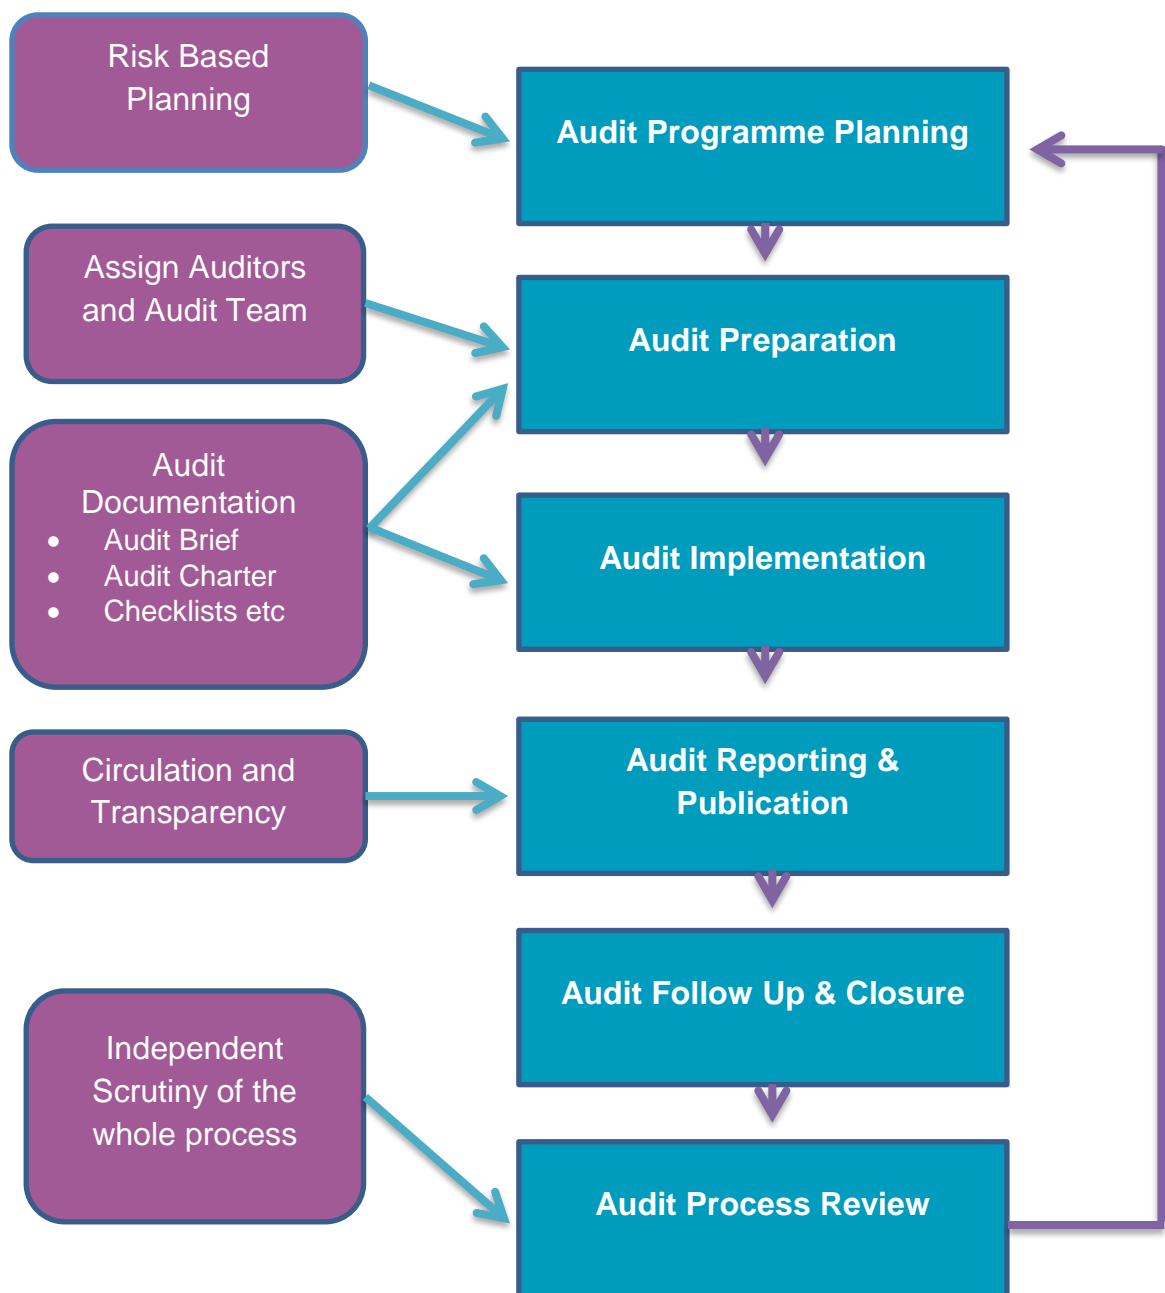 Risk Based
Planning
Audit Programme Planning
Assign Auditors
and Audit Team
Audit Preparation
Audit
Documentation
• Audit Brief
• Audit Charter
• Checklists etc
Audit Implementation
Circulation and
Transparency
Audit Reporting &
Publication
Audit Follow Up & Closure
Independent
Scrutiny of the
whole process
Audit Process Review